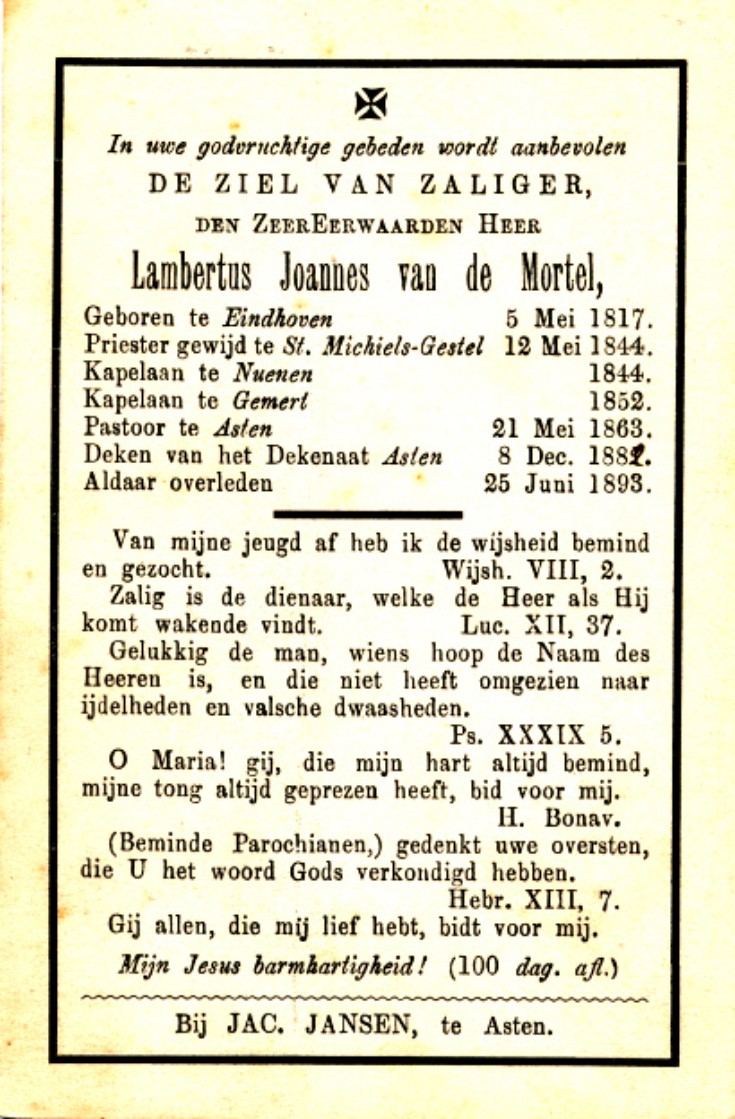 In uwe godvruchtige gebeden wordt aanbevolen
DE ZIEL VAN ZALIGER,
DEN ZEEREERWAARDEN HEER
Lambertus Joannes van de Mortel,
Geboren te Eindhoven 5 Mei 1817.
Priester gewijd te St. Michiels-Gestel 12 Mei 1844.
Kapelaan te Nuenen 1844.
Kapelaan te Gemert 1852.
Pastoor te Asten 21 Mei 1863.
Deken van het Dekenaat Asten 8 Dec.
Aldaar overleden 25 Juni 1893.
Van mijne jeugd af heb ik de wijsheid bemind
en gezocht. Wijsh. VIII, 2.
Zalig is de dienaar, welke de Heer als Hij
komt wakende vindt. Luc. XII, 37.
Gelukkig de man, wiens hoop de Naam des
Heeren is, en die niet heeft omgezien naar
ijdelheden en valsche dwaasheden.
Ps. XXXIX 5.
O Maria! gij, die mijn hart altijd bemind,
mijne tong altijd geprezen heeft, bid voor mij.
H. Bonav.
(Beminde Parochianen,) gedenkt uwe oversten,
die U het woord Gods verkondigd hebben.
Hebr. XIII, 7.
Gij allen, die mij lief hebt, bidt voor mij.
Mijn Jesus barmhartigheid! (100 dag. afl.)
Bij JAC. JANSEN, te Asten.